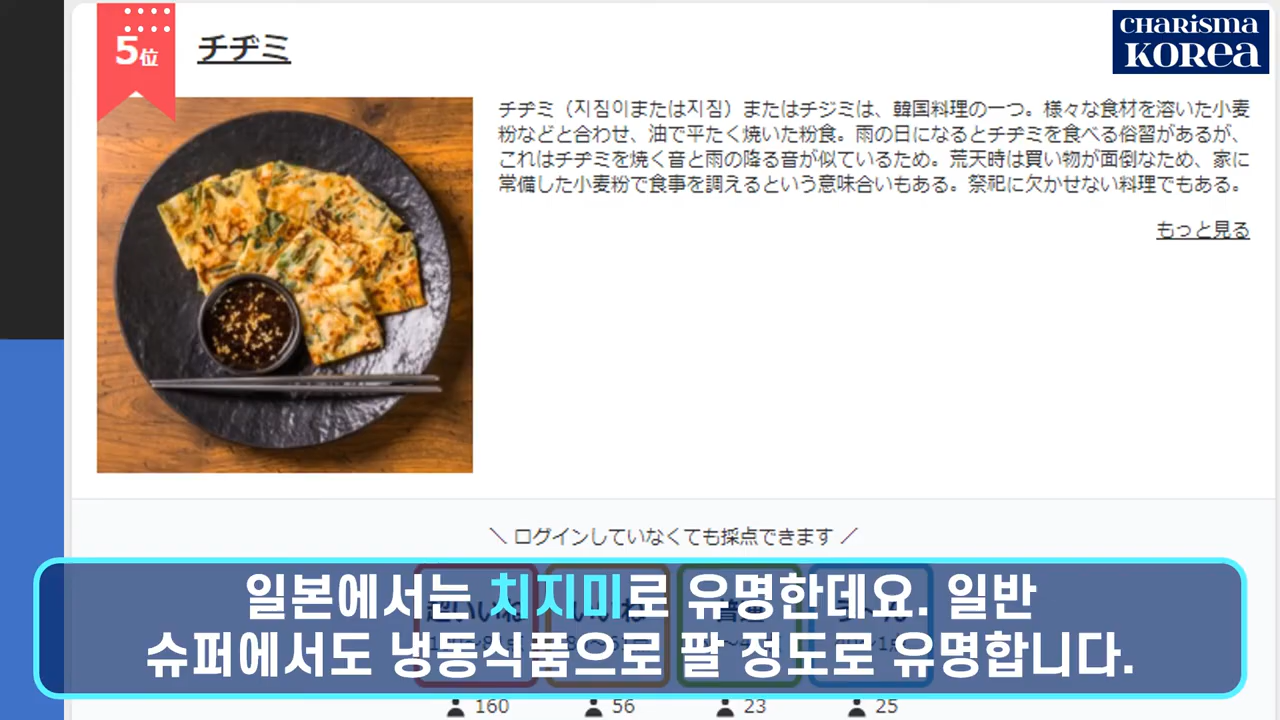 5位
チヂミ
CHARISMA
KOREA
チヂミ（지짐이または지짐）またはチジミは、韓国料理の一つ。様々な食材を溶いた小麦
粉などと合わせ、油で平たく焼いた粉食。雨の日になるとチヂミを食べる俗習があるが、
これはチヂミを焼く音と雨の降る音が似ているため。荒天時は買い物が面倒なため、家に
常備した小麦粉で食事を調えるという意味合いもある。祭祀に欠かせない料理でもある。
もっと見る
＼ ログインしていなくても採点できます ／
일본에서는 치지미로 유명한데요. 일반
슈퍼에서도 냉동식품으로 팔 정도로 유명합니다.
160 56 23 25